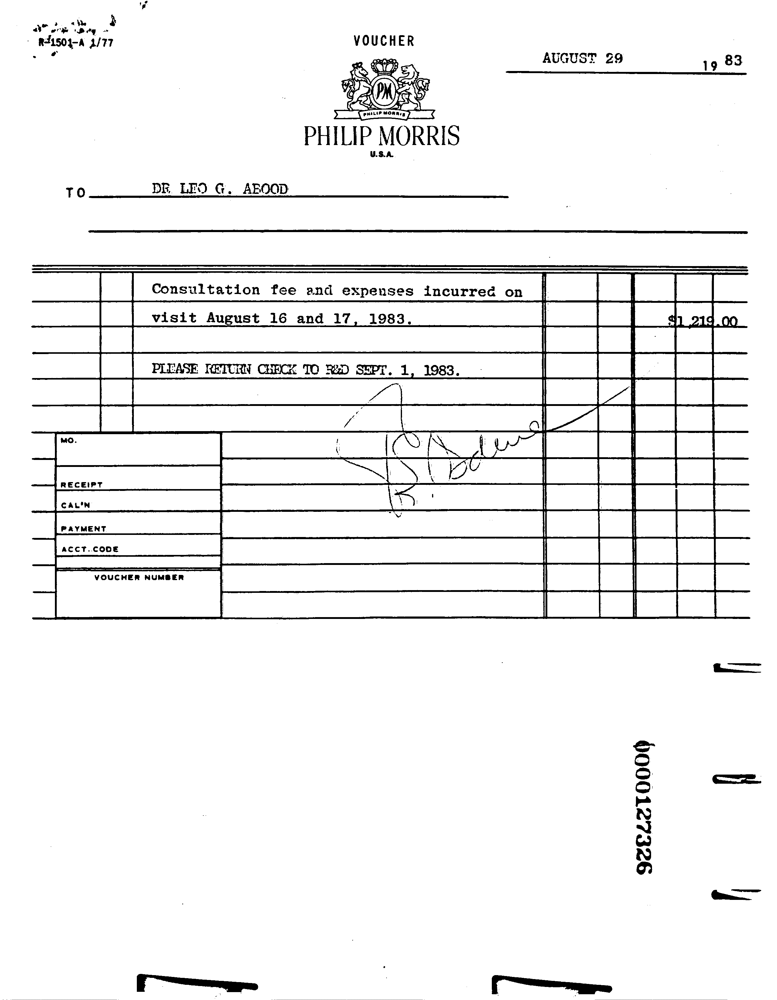 R-1501-A 1/77
VOUCHER
AUGUST 29 19 83
PM
PHILIP MORRIS
PHILIP MORRIS
U.S.A.
TO DR LEO G. ABOOD
Consultation fee and expenses incurred on
visit August 16 and 17, 1983. $1,219.00
PLEASE RETURN CHECK TO R&D SEPT. 1, 1983.
MO.
RECEIPT
CAL'N
PAYMENT
ACCT. CODE
VOUCHER NUMBER
0000127326